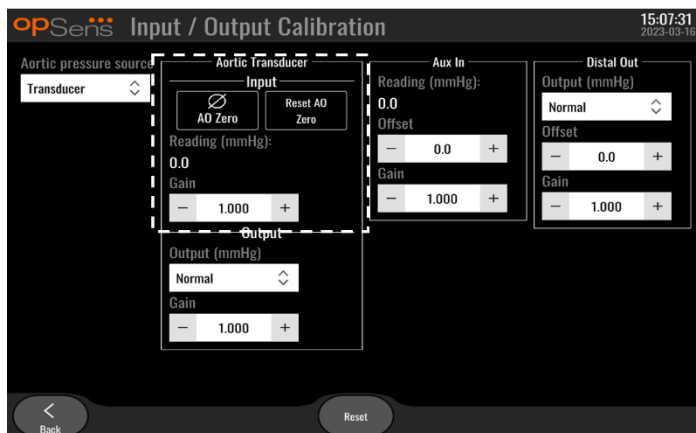 opSens Input / Output Calibration
15:07:31
2023-03-16
Aortic pressure source
Transducer
Aortic Transducer
Input
AO Zero
Reset AO
Zero
Reading (mmHg):
0.0
Gain
− 1.000 +
Output
Output (mmHg)
Normal
Gain
− 1.000 +
Aux In
Reading (mmHg):
0.0
Offset
− 0.0 +
Gain
− 1.000 +
Distal Out
Output (mmHg)
Normal
Offset
− 0.0 +
Gain
− 1.000 +
Back
Reset